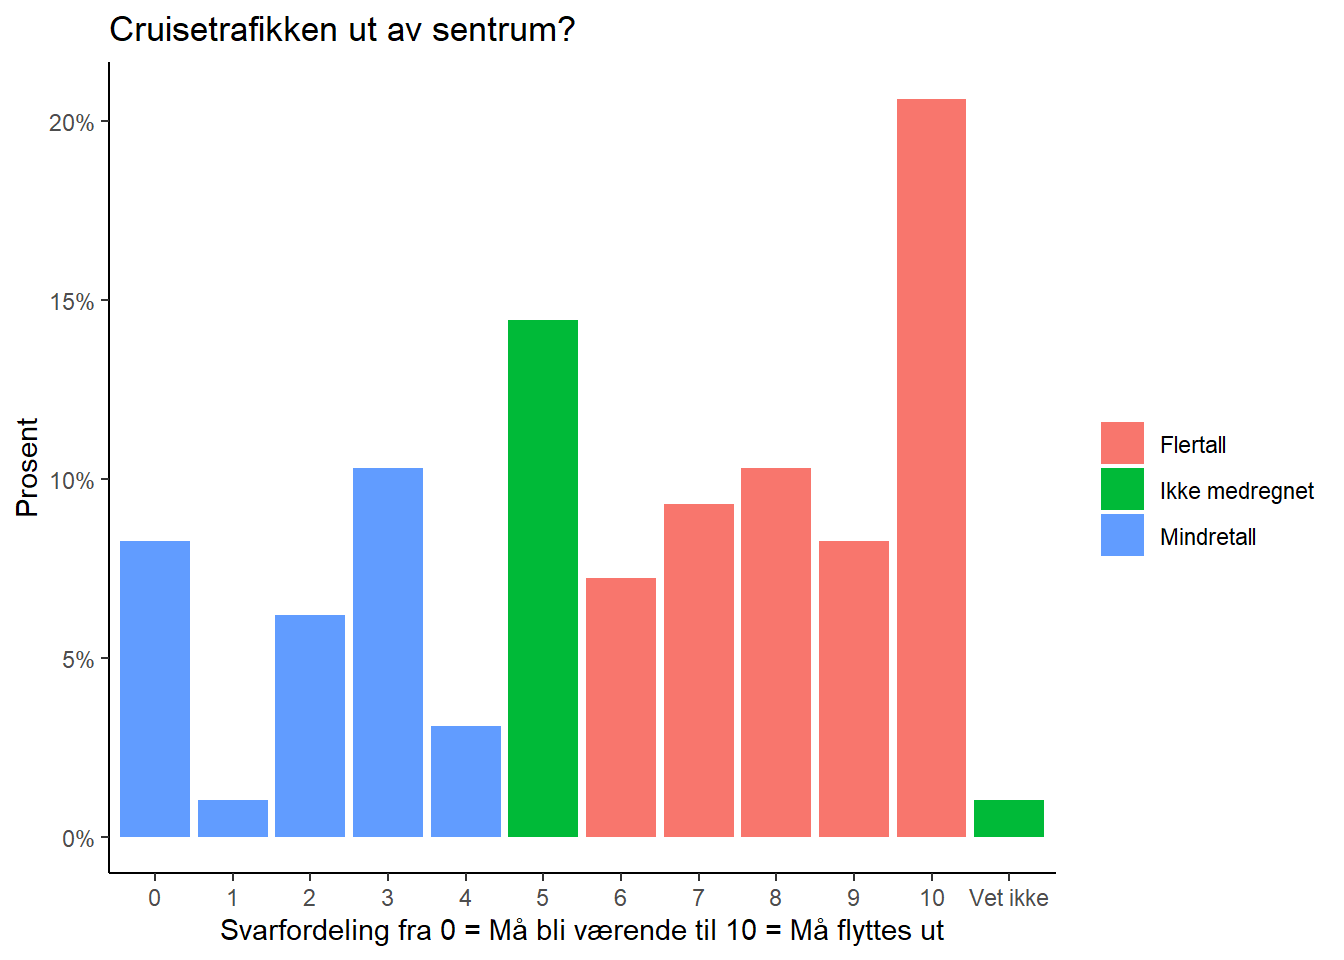 Cruisetrafikken ut av sentrum?
Prosent
20%
15%
10%
5%
0%
0 1 2 3 4 5 6 7 8 9 10 Vet ikke
Svarfordeling fra 0 = Må bli værende til 10 = Må flyttes ut
Flertall
Ikke medregnet
Mindretall